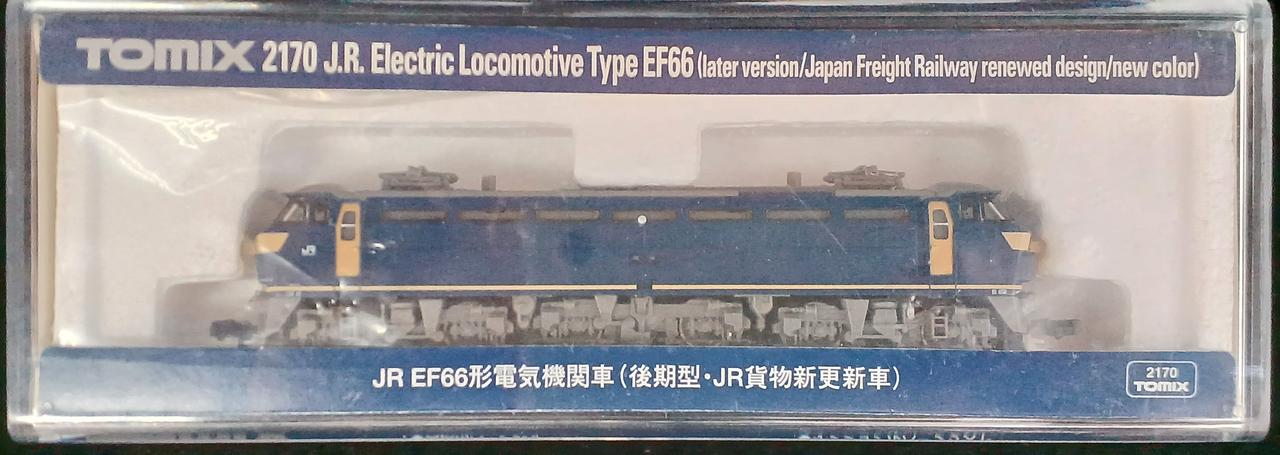 TOMIX 2170 J.R. Electric Locomotive Type EF66 (later version/Japan Freight Railway renewed design/new color)
JR
JR EF66形電気機関車(後期型・JR貨物新更新車)
2170
TOMIX